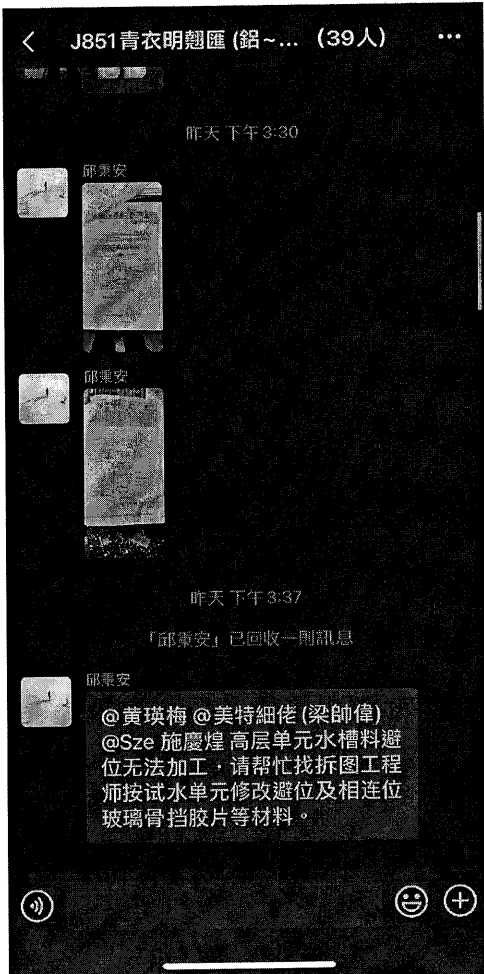 J851青衣明翹匯 (鋁~... (39人)
昨天 下午 3:30
邱秉安
邱秉安
昨天 下午 3:37
「邱秉安」已回收一則訊息
邱秉安
@黄瑛梅 @美特細佬 (梁帥偉)
@Sze 施慶煌 高层单元水槽料避
位无法加工，请帮忙找拆图工程
师按试水单元修改避位及相连位
玻璃骨挡胶片等材料。